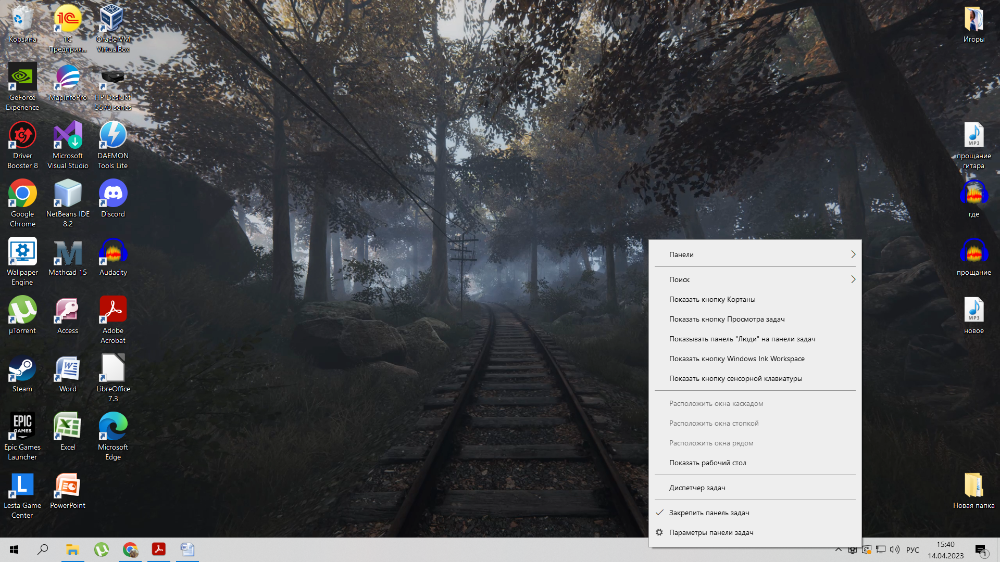 Корзина
1С
Предприя...
Oracle VM
VirtualBox
GeForce
Experience
MapInfoPro
HP DeskJet
5570 series
Driver
Booster 8
Microsoft
Visual Studio
DAEMON
Tools Lite
Google
Chrome
NetBeans IDE
8.2
Discord
Wallpaper
Engine
Mathcad 15
Audacity
µTorrent
Access
Adobe
Acrobat
Steam
Word
LibreOffice
7.3
EPIC
GAMES
Epic Games
Launcher
Excel
Microsoft
Edge
L
Lesta Game
Center
PowerPoint
Игоры
MP3
прощание
гитара
где
прощание
MP3
новое
Новая папка
Панели
Поиск
Показать кнопку Кортаны
Показать кнопку Просмотра задач
Показывать панель "Люди" на панели задач
Показать кнопку Windows Ink Workspace
Показать кнопку сенсорной клавиатуры
Расположить окна каскадом
Расположить окна стопкой
Расположить окна рядом
Показать рабочий стол
Диспетчер задач
Закрепить панель задач
Параметры панели задач
РУС
15:40
14.04.2023
1